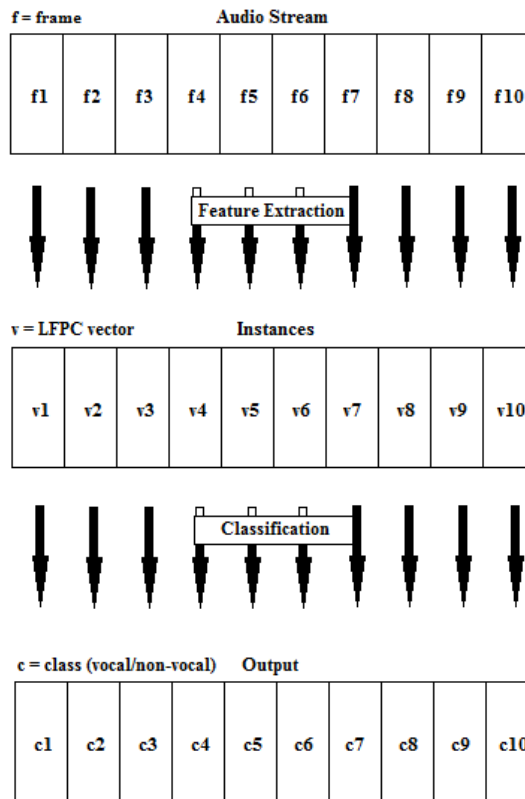 f = frame Audio Stream
f1 f2 f3 f4 f5 f6 f7 f8 f9 f10
Feature Extraction
v = LFPC vector Instances
v1 v2 v3 v4 v5 v6 v7 v8 v9 v10
Classification
c = class (vocal/non-vocal) Output
c1 c2 c3 c4 c5 c6 c7 c8 c9 c10